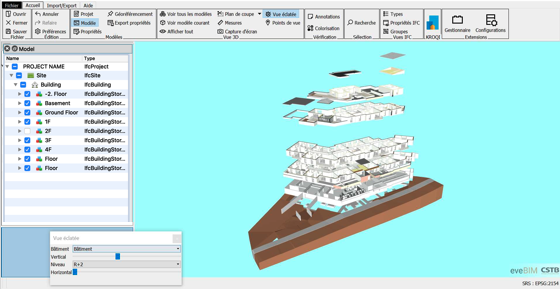 Fichier Accueil Import/Export Aide
Ouvrir Annuler Projet Géoréférencement Voir tous les modèles Plan de coupe Vue éclatée Annotations Recherche Types
Fermer Refaire Modèle Export propriétés Voir modèle courant Mesures Points de vue Colorisation Propriétés IFC
Sauver Préférences Propriétés Afficher tout Capture d'écran Groupes IFC KROQI Gestionnaire Configurations
Fichier Édition Modèles Vue 3D Vérification Sélection Structures IFC Extensions
Model
Name Type
PROJECT NAME IfcProject
Site IfcSite
Building IfcBuilding
-2. Floor IfcBuildingStor...
Basement IfcBuildingStor...
Ground Floor IfcBuildingStor...
1F IfcBuildingStor...
2F IfcBuildingStor...
3F IfcBuildingStor...
4F IfcBuildingStor...
Floor IfcBuildingStor...
Floor IfcBuildingStor...
Vue éclatée
Bâtiment Bâtiment
Vertical
Niveau R+2
Horizontal
eveBIM CSTB
SRS : EPSG:2154